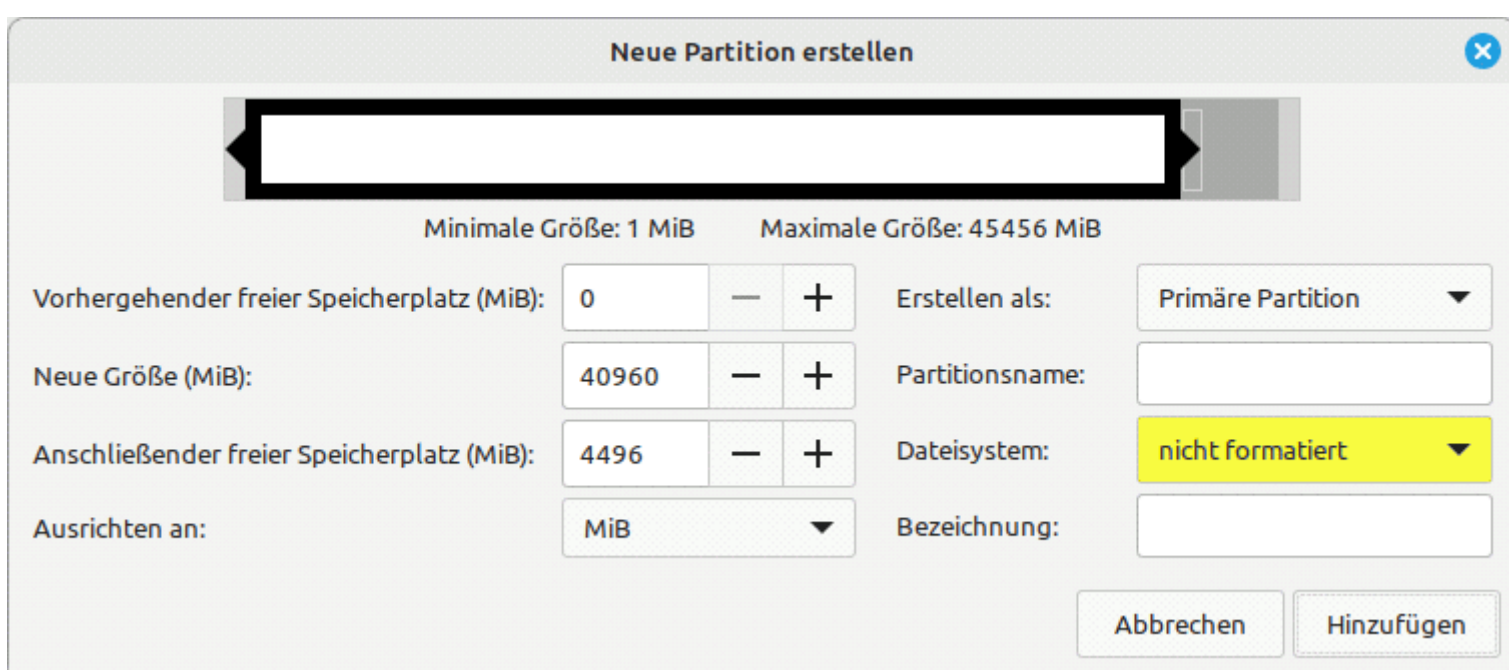 Neue Partition erstellen
Minimale Größe: 1 MiB Maximale Größe: 45456 MiB
Vorhergehender freier Speicherplatz (MiB): 0 Erstellen als: Primäre Partition
Neue Größe (MiB): 40960 Partitionsname:
Anschließender freier Speicherplatz (MiB): 4496 Dateisystem: nicht formatiert
Ausrichten an: MiB Bezeichnung:
Abbrechen Hinzufügen